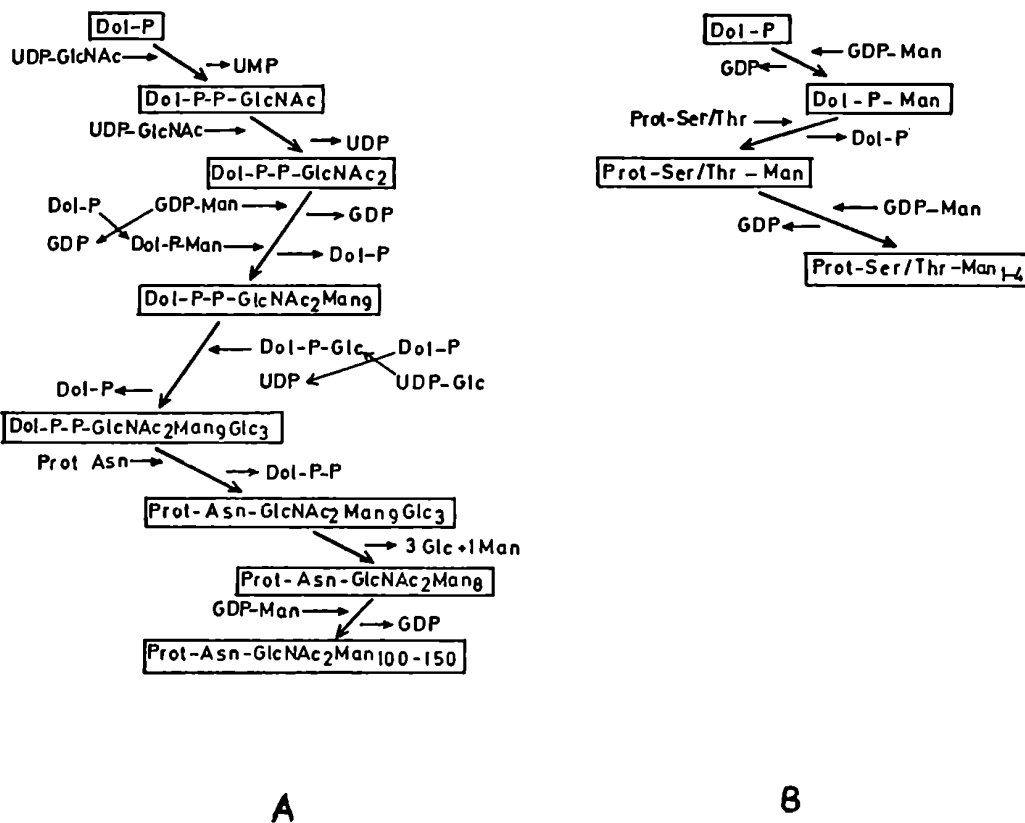 Dol-P
UDP-GlcNAc
UMP
Dol-P-P-GlcNAc
UDP-GlcNAc
UDP
Dol-P-P-GlcNAc2
Dol-P
GDP-Man
GDP
GDP
Dol-P-Man
Dol-P
Dol-P-P-GlcNAc2Man9
Dol-P-Glc
Dol-P
UDP
UDP-Glc
Dol-P
Dol-P-P-GlcNAc2Man9Glc3
Prot Asn
Dol-P-P
Prot-Asn-GlcNAc2Man9Glc3
3 Glc+1Man
Prot-Asn-GlcNAc2Man8
GDP-Man
GDP
Prot-Asn-GlcNAc2Man100-150
A
Dol-P
GDP-Man
GDP
Dol-P-Man
Prot-Ser/Thr
Dol-P
Prot-Ser/Thr-Man
GDP-Man
GDP
Prot-Ser/Thr-Man1-4
B